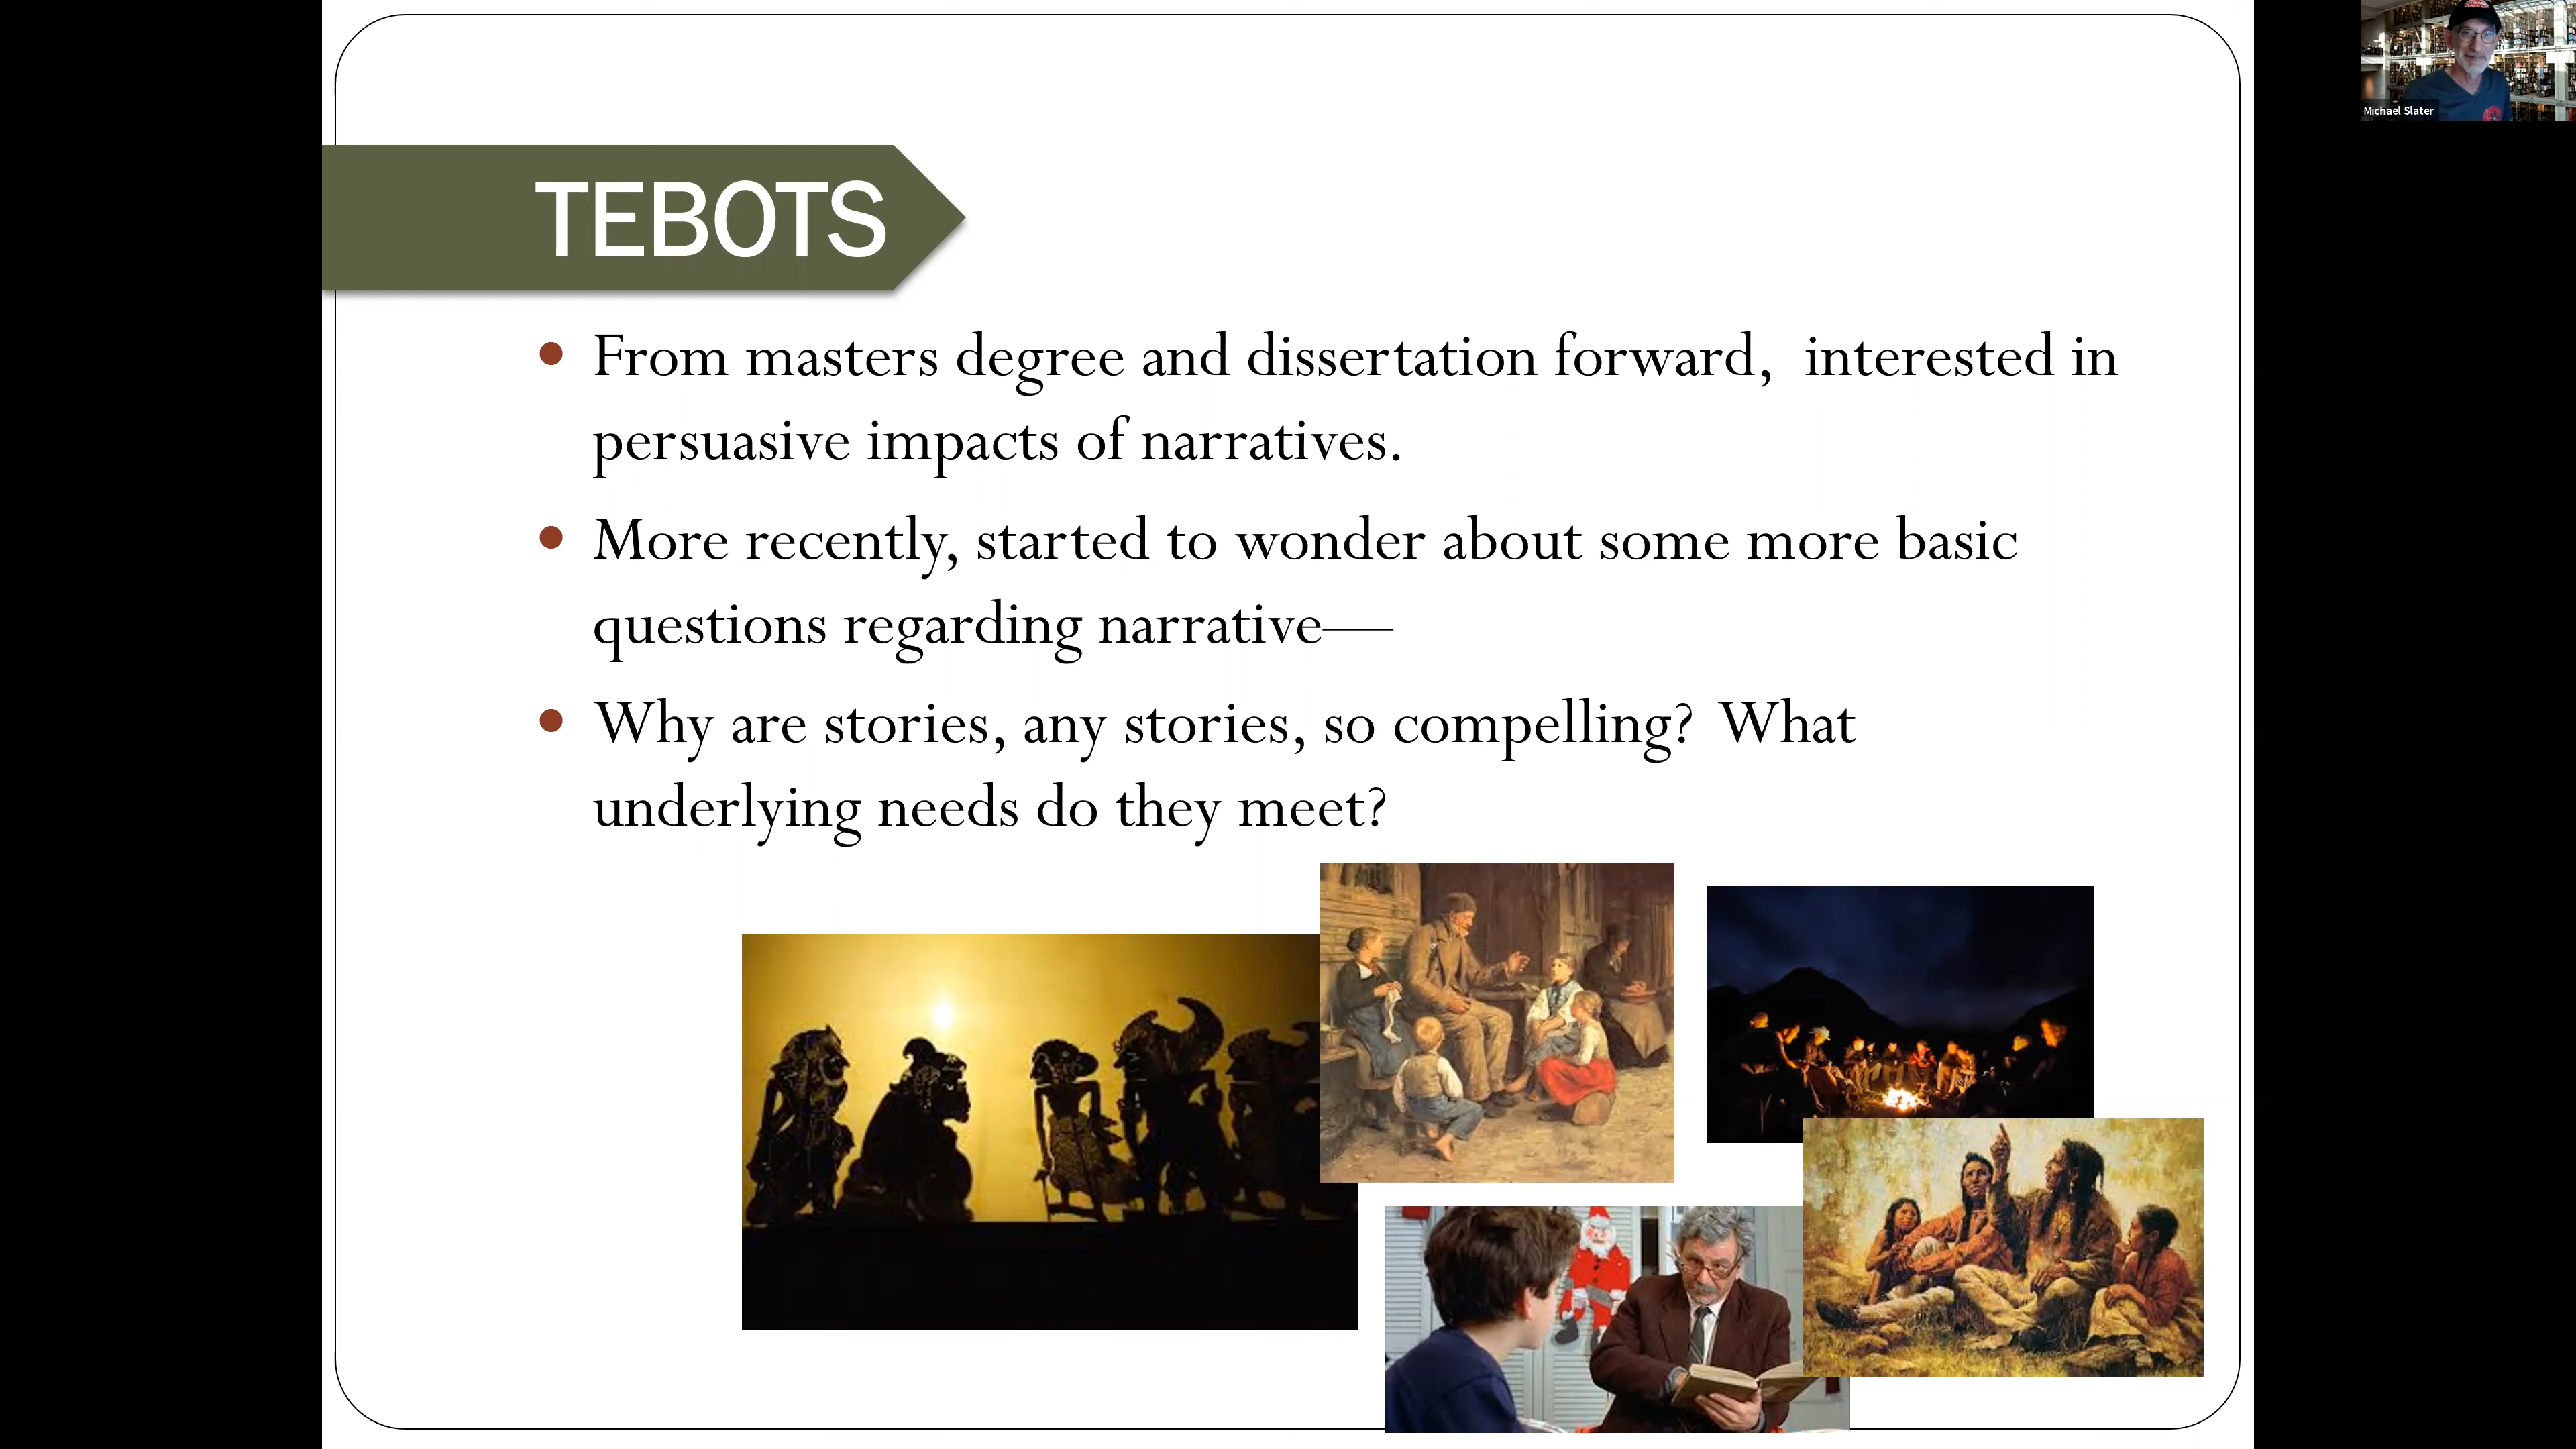 TEBOTS
Michael Slater
From masters degree and dissertation forward,  interested in
persuasive impacts of narratives.
More recently, started to wonder about some more basic
questions regarding narrative—
Why are stories, any stories, so compelling?  What
underlying needs do they meet?